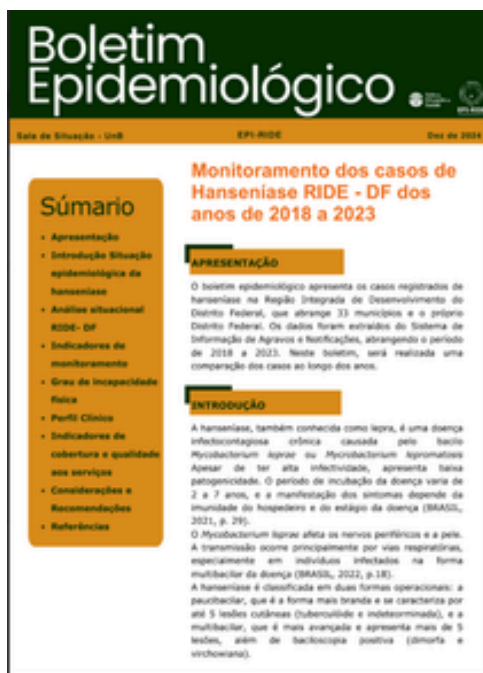 Boletim
Epidemiológico
Sala de Situação - UnB
EPI-RIDE
Dez de 2024
Súmario
• Apresentação
• Introdução Situação
epidemiológica da
hanseníase
• Análise situacional
RIDE- DF
• Indicadores de
monitoramento
• Grau de incapacidade
física
• Perfil Clinico
• Indicadores de
cobertura e qualidade
aos serviços
• Considerações e
Recomendações
• Referências
Monitoramento dos casos de
Hanseníase RIDE - DF dos
anos de 2018 a 2023
APRESENTAÇÃO
O boletim epidemiológico apresenta os casos registrados de
hanseníase na Região Integrada de Desenvolvimento do
Distrito Federal, que abrange 33 municípios e o próprio
Distrito Federal. Os dados foram extraídos do Sistema de
Informação de Agravos e Notificações, abrangendo o período
de 2018 a 2023. Neste boletim, será realizada uma
comparação dos casos ao longo dos anos.
INTRODUÇÃO
A hanseníase, também conhecida como lepra, é uma doença
infectocontagiosa crônica causada pelo bacilo
Mycobacterium leprae ou Mycrobacterium lepromatosis
Apesar de ter alta infectividade, apresenta baixa
patogenicidade. O período de incubação da doença varia de
2 a 7 anos, e a manifestação dos sintomas depende da
imunidade do hospedeiro e do estágio da doença (BRASIL,
2021, p. 29).
O Mycobacterium leprae afeta os nervos periféricos e a pele.
A transmissão ocorre principalmente por vias respiratórias,
especialmente em indivíduos infectados na forma
multibacilar da doença (BRASIL, 2022, p.18).
A hanseníase é classificada em duas formas operacionais: a
paucibacilar, que é a forma mais branda e se caracteriza por
até 5 lesões cutâneas (tuberculóide e indeterminada), e a
multibacilar, que é mais avançada e apresenta mais de 5
lesões, além de baciloscopia positiva (dimorfa e
virchowiana).